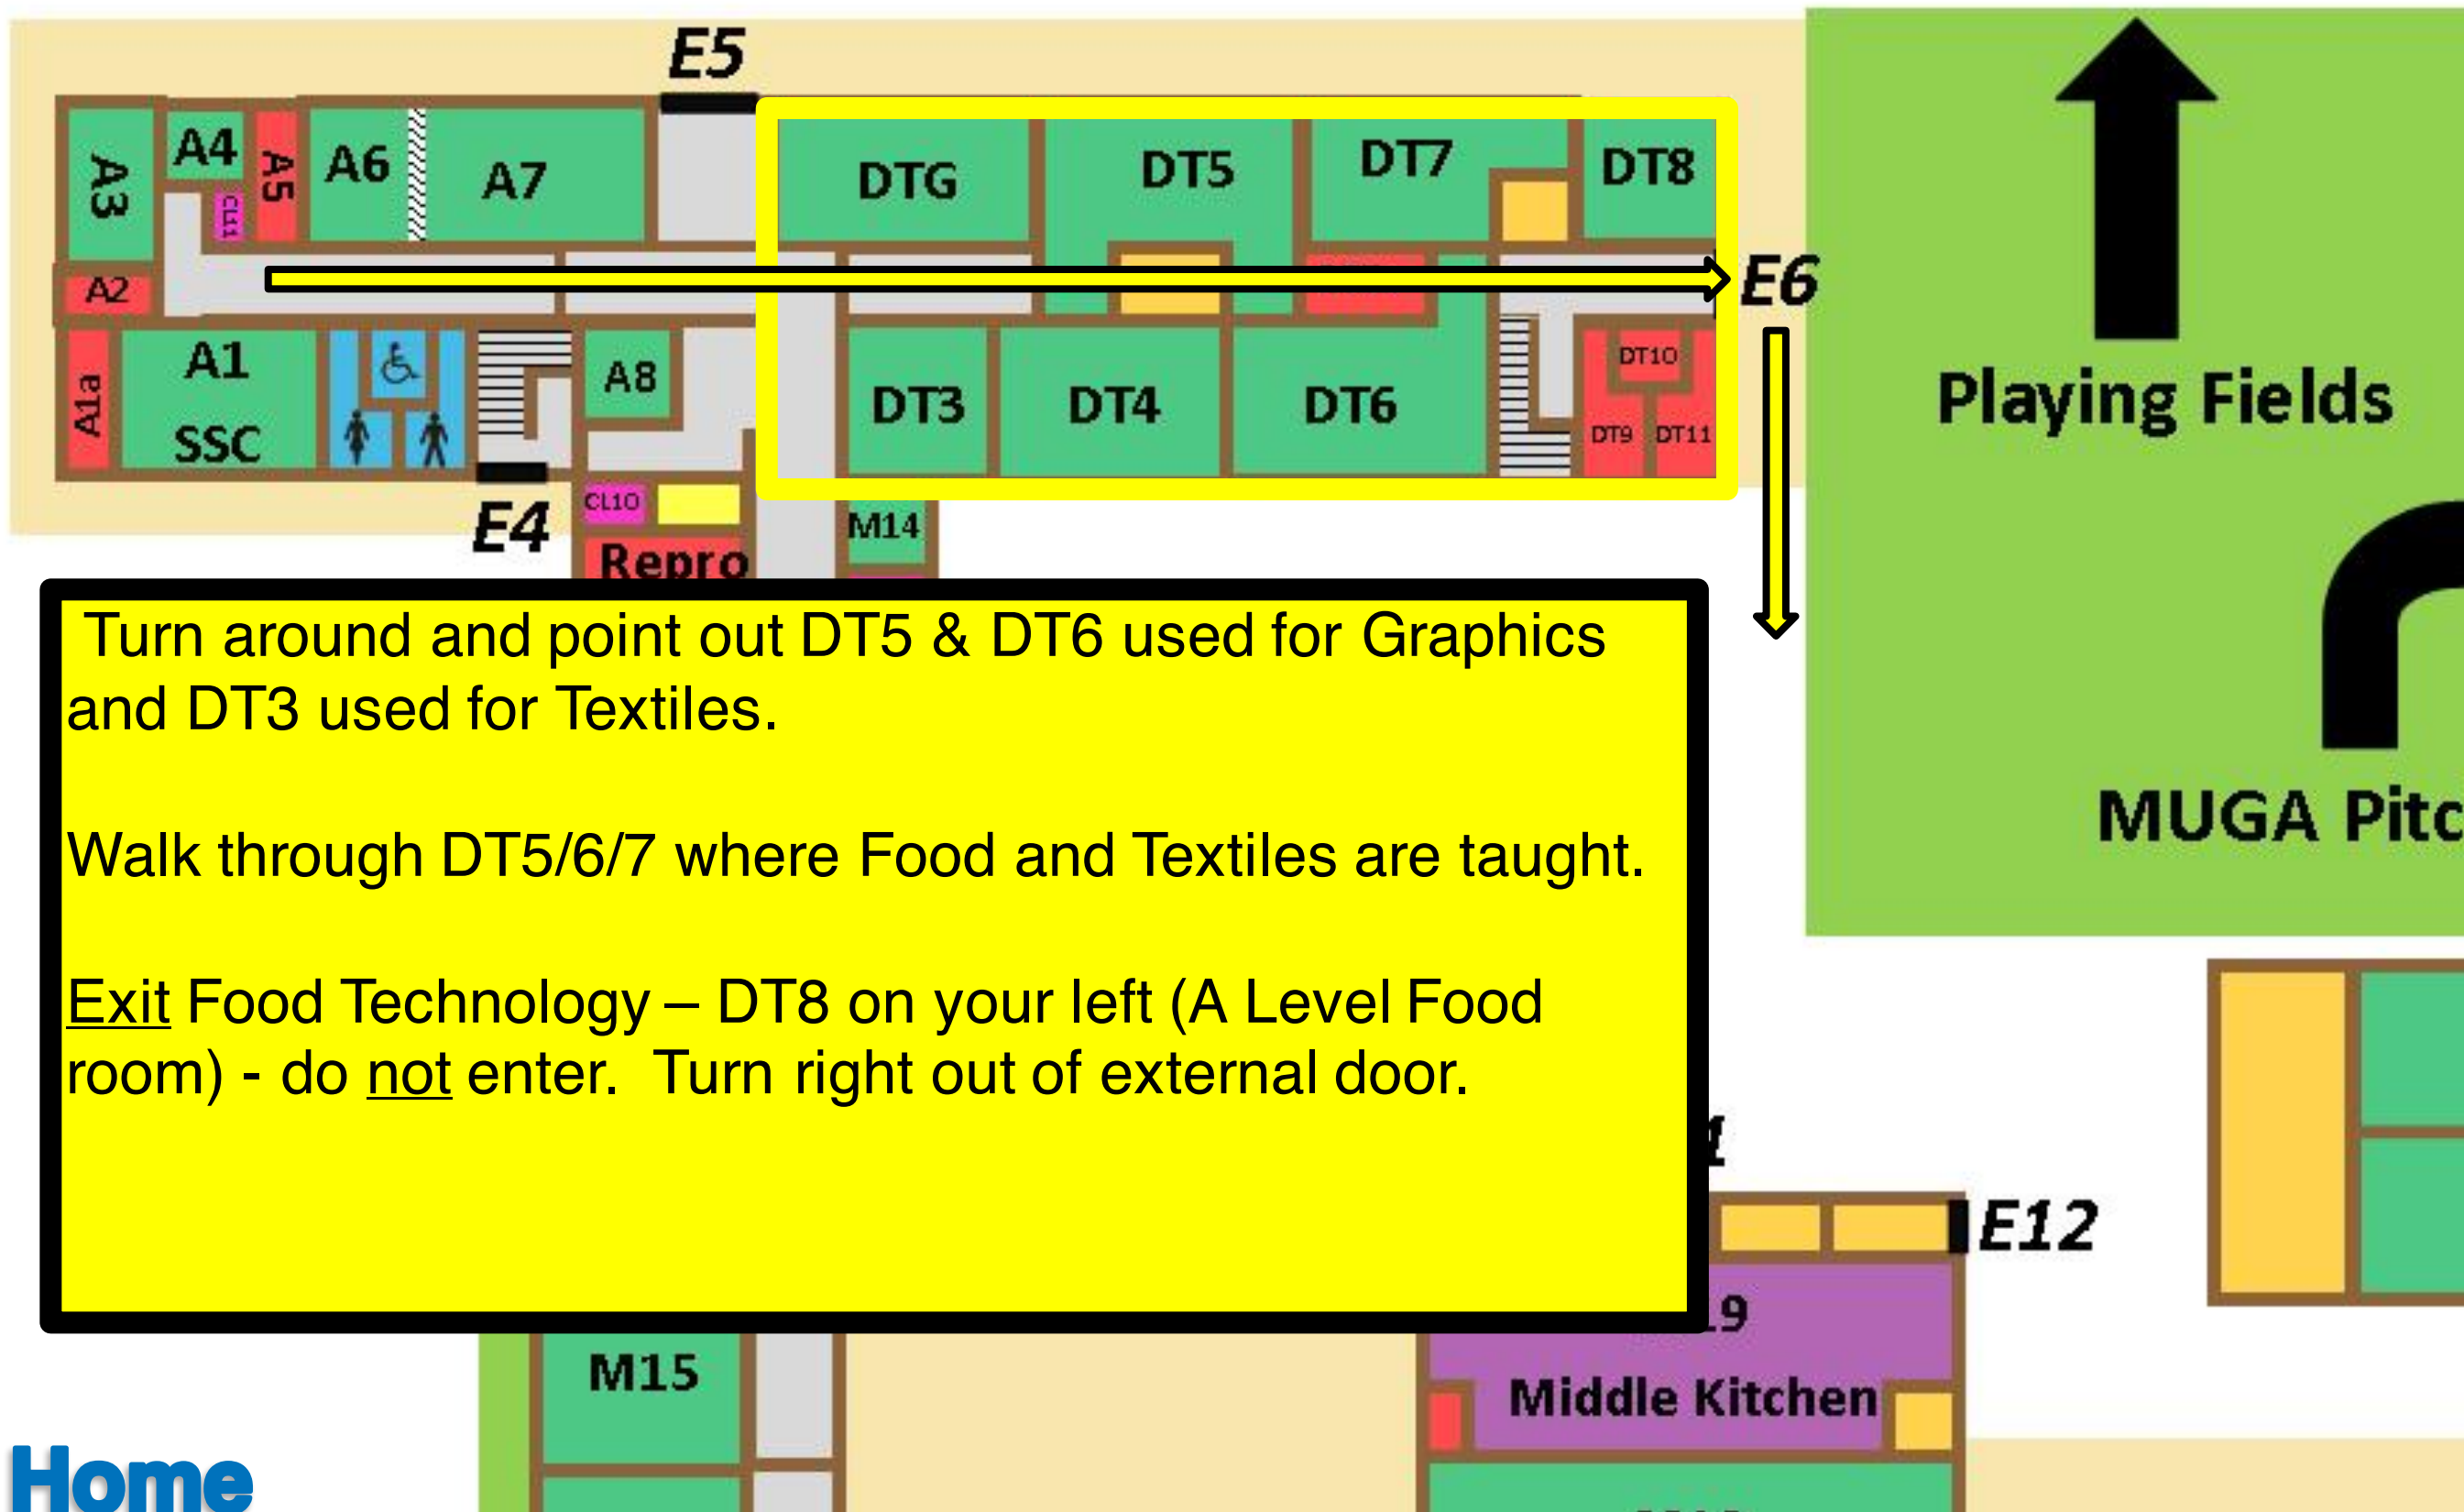 E5
A3
A4
A5
CL11
A6
A7
DTG
DT5
DT7
DT8
A2
E6
A1a
A1
SSC
A8
DT3
DT4
DT6
DT10
DT9
DT11
Playing Fields
E4
CL10
M14
Repro
Turn around and point out DT5 & DT6 used for Graphics
and DT3 used for Textiles.
Walk through DT5/6/7 where Food and Textiles are taught.
Exit Food Technology – DT8 on your left (A Level Food
room) - do not enter.  Turn right out of external door.
MUGA Pitc
E12
19
Middle Kitchen
M15
Home